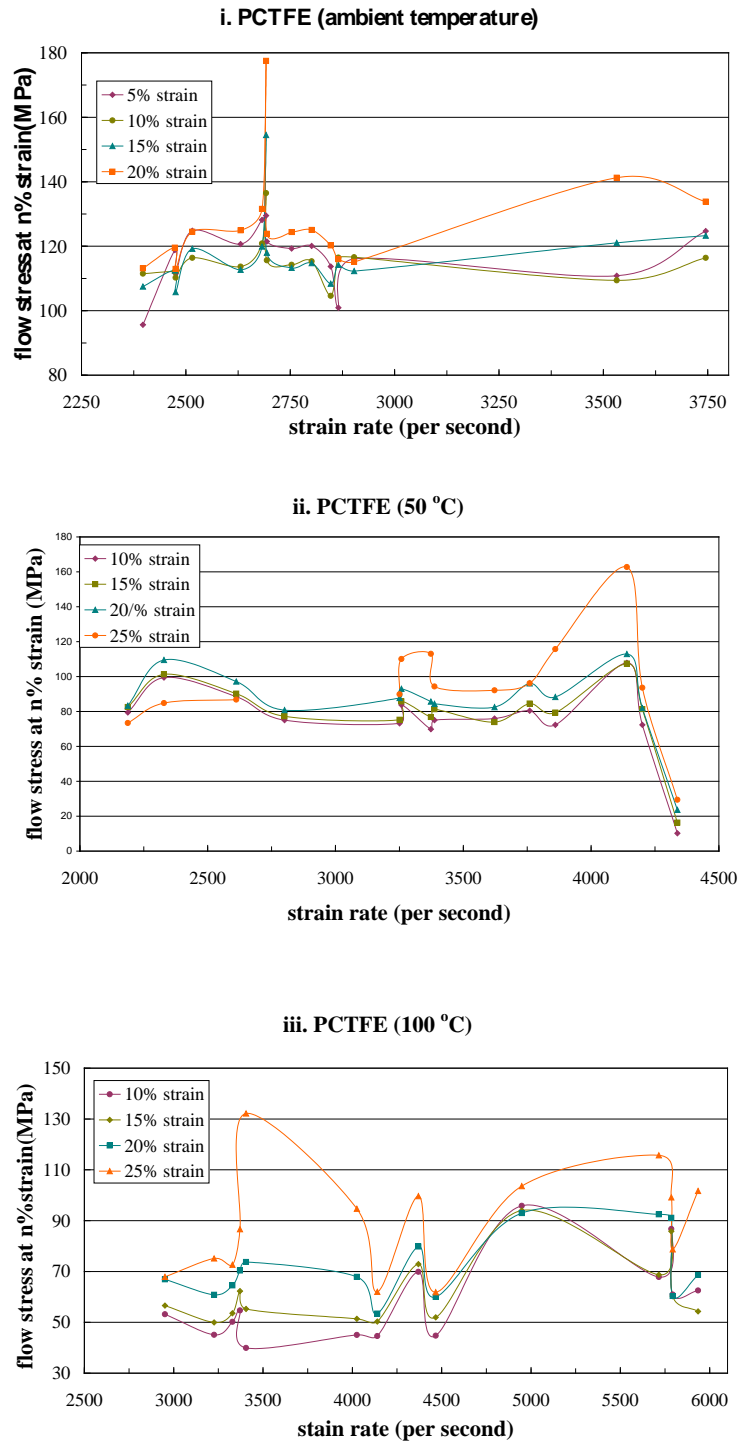 i. PCTFE (ambient temperature)
flow stress at n% strain(MPa)
180
160
140
120
100
80
5% strain
10% strain
15% strain
20% strain
2250 2500 2750 3000 3250 3500 3750
strain rate (per second)
ii. PCTFE (50 °C)
flow stress at n% strain (MPa)
180
160
140
120
100
80
60
40
20
0
10% strain
15% strain
20/% strain
25% strain
2000 2500 3000 3500 4000 4500
strain rate (per second)
iii. PCTFE (100 °C)
flow stress at n%strain(MPa)
150
130
110
90
70
50
30
10% strain
15% strain
20% strain
25% strain
2500 3000 3500 4000 4500 5000 5500 6000
stain rate (per second)